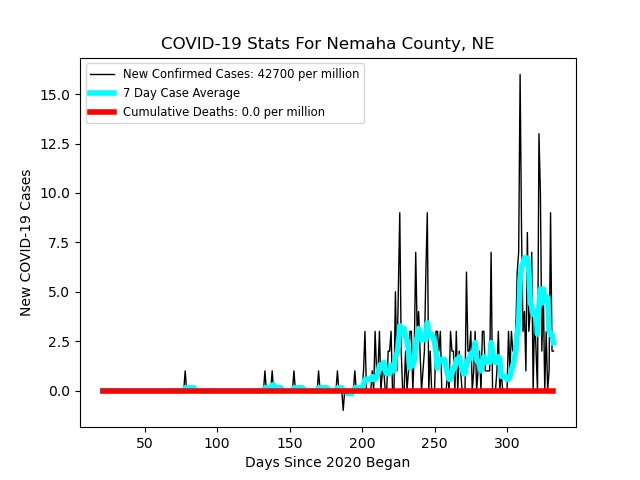 COVID-19 Stats For Nemaha County, NE
New Confirmed Cases: 42700 per million
7 Day Case Average
Cumulative Deaths: 0.0 per million
New COVID-19 Cases
15.0
12.5
10.0
7.5
5.0
2.5
0.0
50 100 150 200 250 300
Days Since 2020 Began